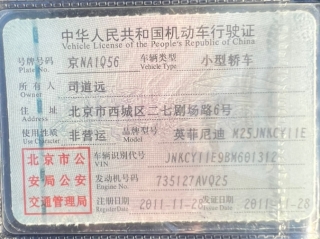 中华人民共和国机动车行驶证
Vehicle License of the People's Republic of China
号牌号码 京NA1Q56 车辆类型 小型轿车
Plate No. Vehicle Type
所有人 司道远
Owner
住址 北京市西城区二七剧场路6号
Address
使用性质 非营运 品牌型号 英菲尼迪 MZ5JNKCY11E
Use Character Model
北京市公安局公安交通管理局
车辆识别代号 JNKCY11E9BM601312
VIN
发动机号码 735127AVQ25
Engine No.
注册日期 2011-11-28 发证日期 2011-11-28
Register Date Issue Date